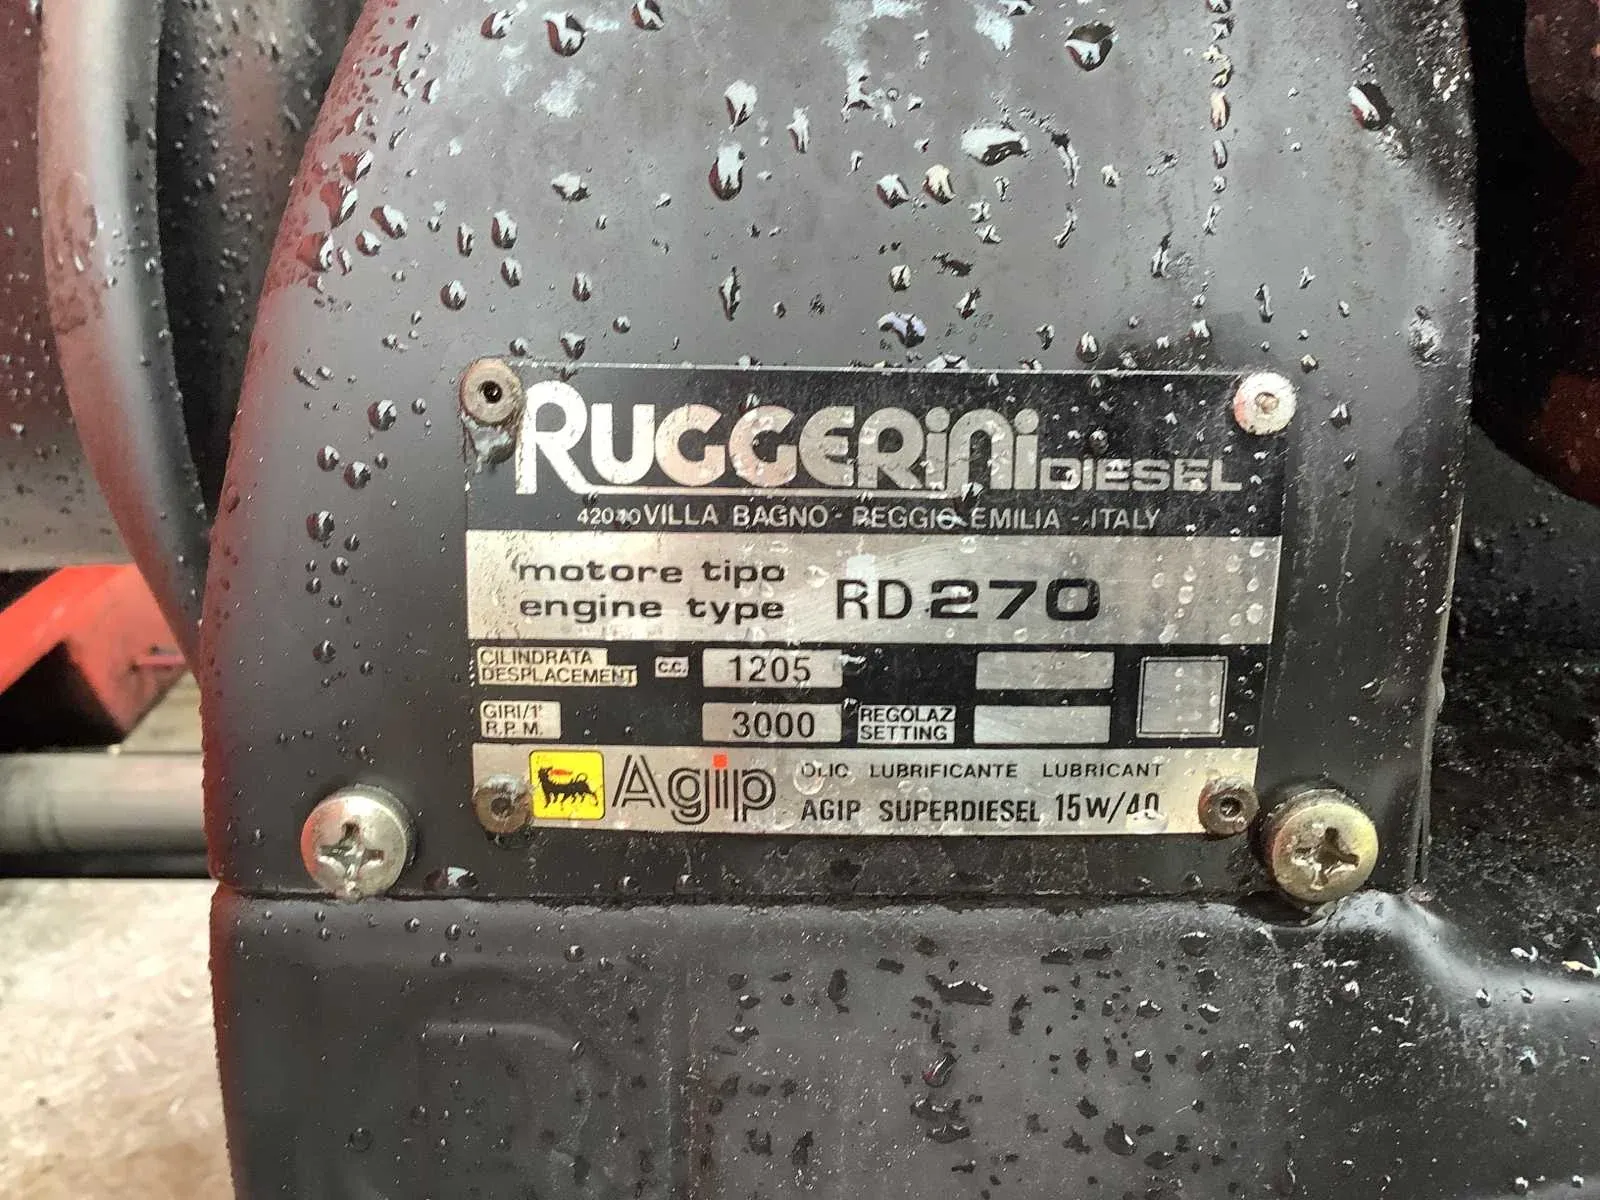 RUGGERiNi DIESEL
42040 VILLA BAGNO - REGGIO EMILIA - ITALY
motore tipo
engine type RD 270
CILINDRATA
DESPLACEMENT c.c. 1205
GIRI/1'
R.P.M. 3000 REGOLAZ
SETTING
Agip OLIO LUBRIFICANTE LUBRICANT
AGIP SUPERDIESEL 15W/40